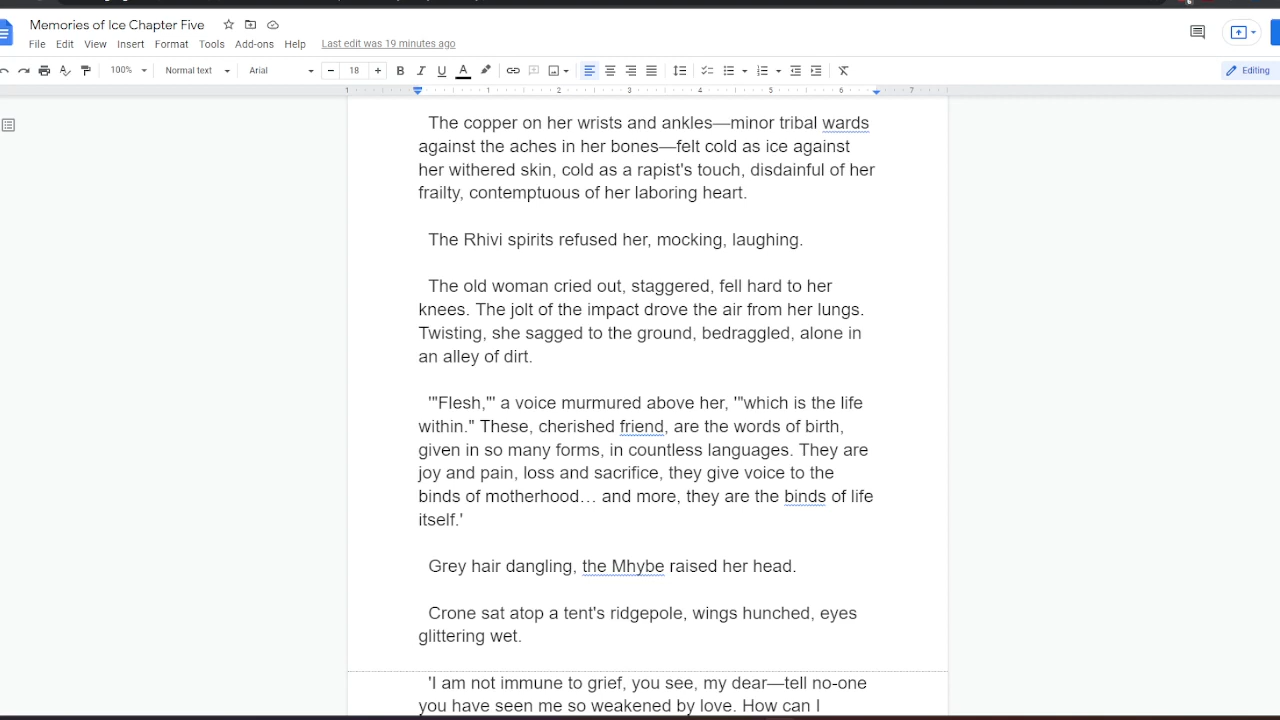 Memories of Ice Chapter Five
File Edit View Insert Format Tools Add-ons Help Last edit was 19 minutes ago
100% Normal text Arial 18 B I U A Editing
1 1 2 3 4 5 6 7
The copper on her wrists and ankles—minor tribal wards
against the aches in her bones—felt cold as ice against
her withered skin, cold as a rapist's touch, disdainful of her
frailty, contemptuous of her laboring heart.
The Rhivi spirits refused her, mocking, laughing.
The old woman cried out, staggered, fell hard to her
knees. The jolt of the impact drove the air from her lungs.
Twisting, she sagged to the ground, bedraggled, alone in
an alley of dirt.
'"Flesh,"' a voice murmured above her, '"which is the life
within." These, cherished friend, are the words of birth,
given in so many forms, in countless languages. They are
joy and pain, loss and sacrifice, they give voice to the
binds of motherhood… and more, they are the binds of life
itself.'
Grey hair dangling, the Mhybe raised her head.
Crone sat atop a tent's ridgepole, wings hunched, eyes
glittering wet.
'I am not immune to grief, you see, my dear—tell no-one
you have seen me so weakened by love. How can I